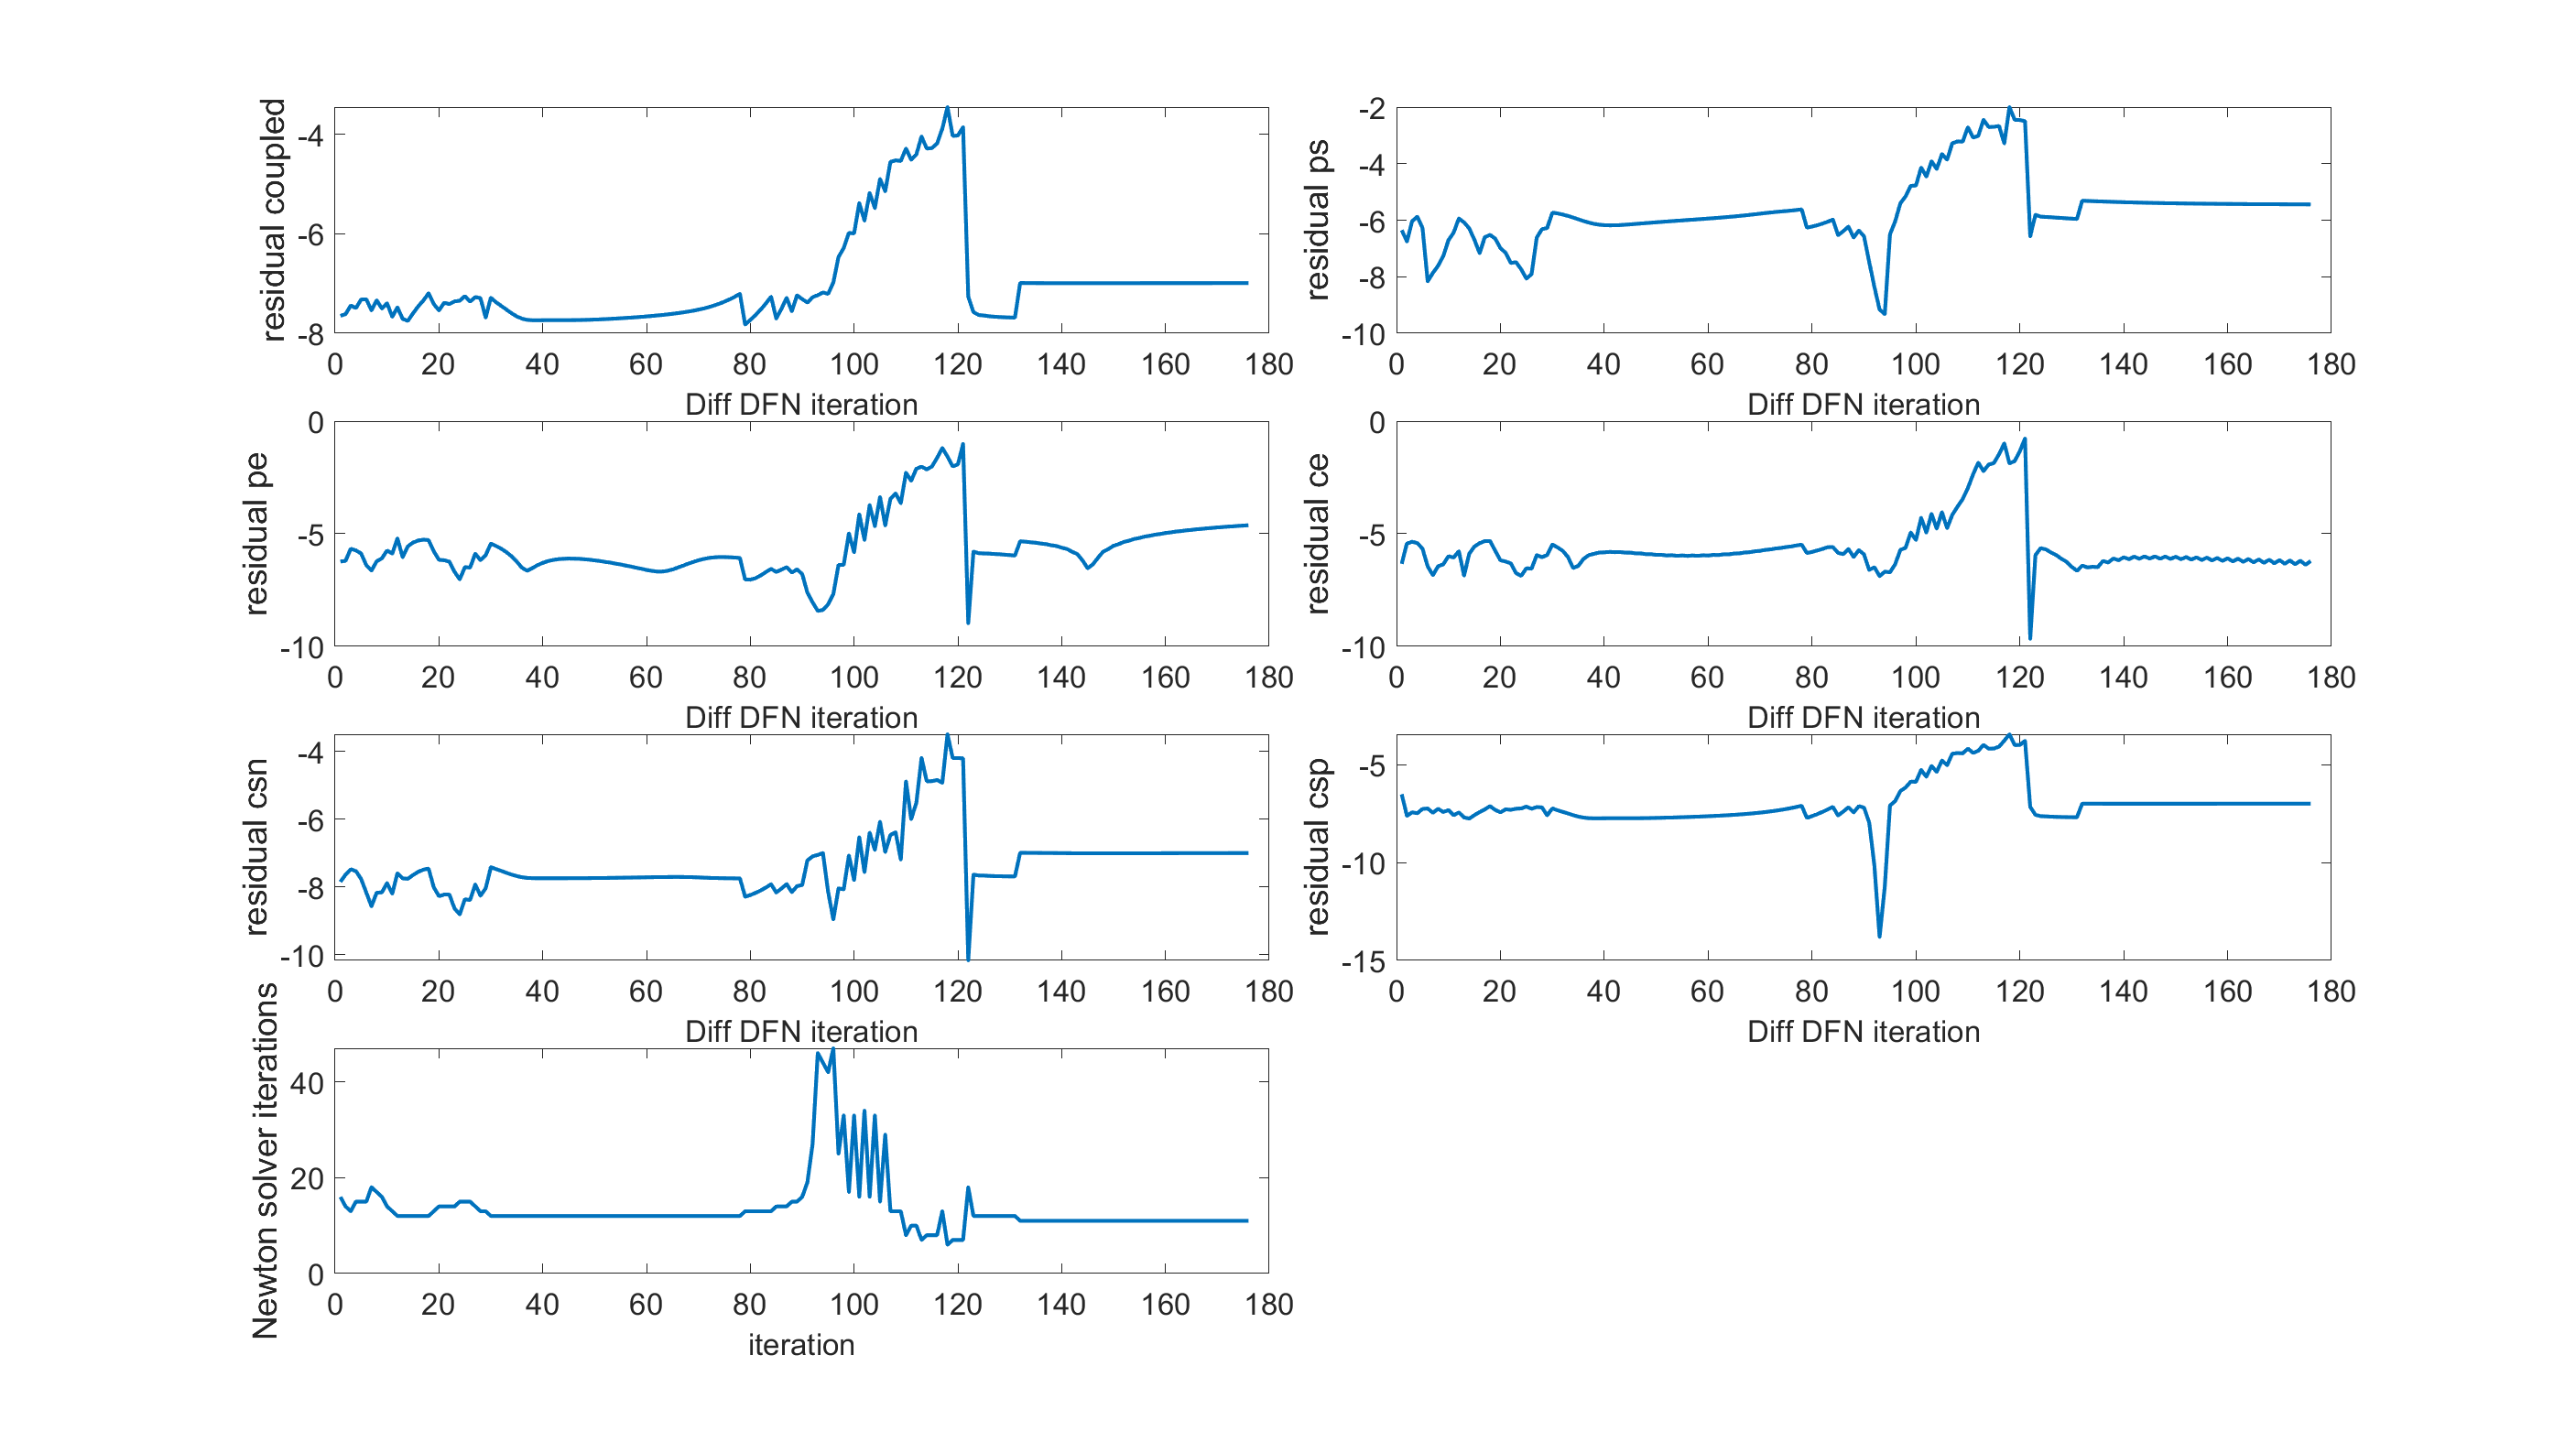 residual coupled
-4
-6
-8
0 20 40 60 80 100 120 140 160 180
Diff DFN iteration
residual ps
-2
-4
-6
-8
-10
0 20 40 60 80 100 120 140 160 180
Diff DFN iteration
residual pe
0
-5
-10
0 20 40 60 80 100 120 140 160 180
Diff DFN iteration
residual ce
0
-5
-10
0 20 40 60 80 100 120 140 160 180
Diff DFN iteration
residual csn
-4
-6
-8
-10
0 20 40 60 80 100 120 140 160 180
Diff DFN iteration
residual csp
-5
-10
-15
0 20 40 60 80 100 120 140 160 180
Diff DFN iteration
Newton solver iterations
40
20
0
0 20 40 60 80 100 120 140 160 180
iteration